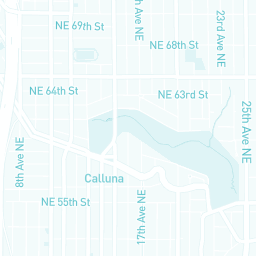 NE 69th St
23rd Ave NE
NE 68th St
NE 64th St
NE 63rd St
25th Ave NE
8th Ave NE
Calluna
NE 55th St
17th Ave NE